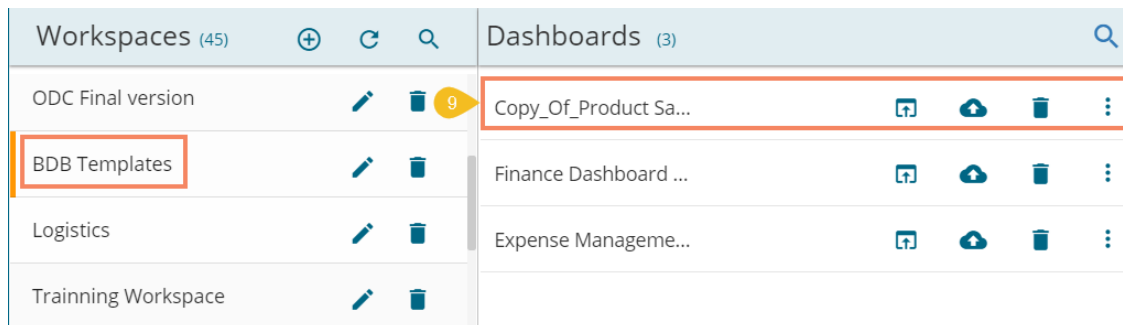 Workspaces (45)
Dashboards (3)
ODC Final version
9
Copy_Of_Product Sa...
BDB Templates
Finance Dashboard ...
Logistics
Expense Manageme...
Trainning Workspace